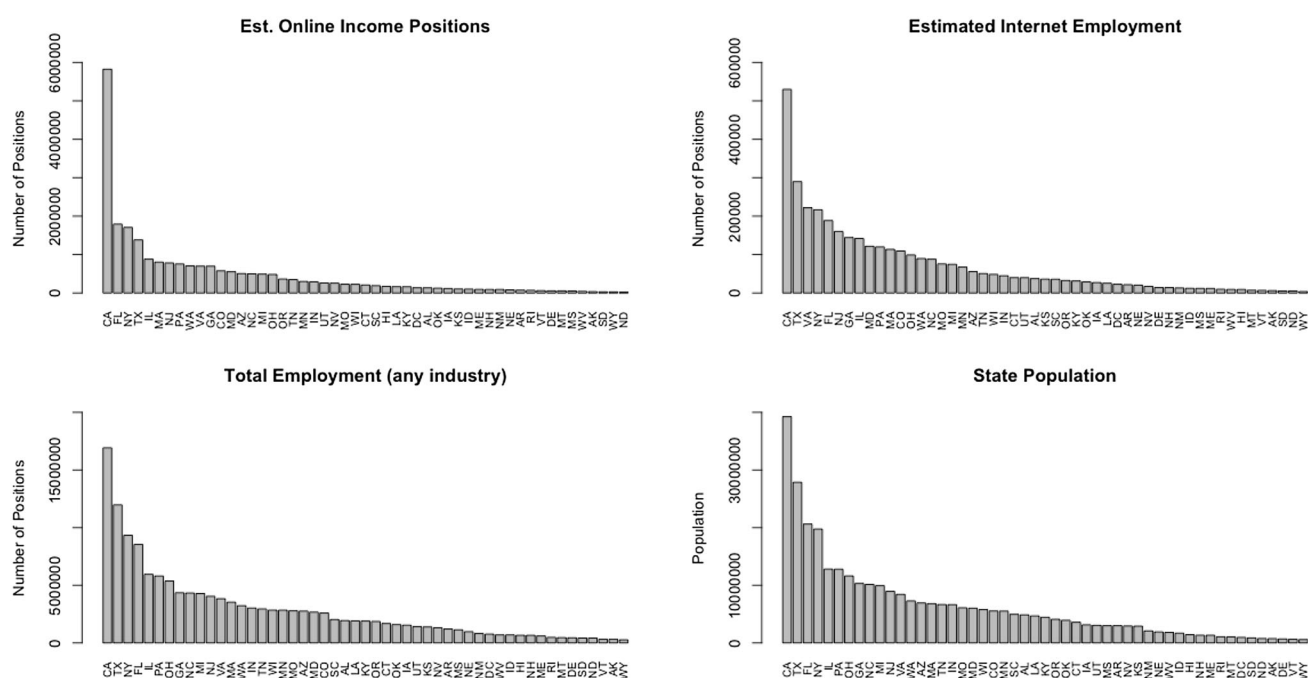 Est. Online Income Positions
Number of Positions
0
2000000
4000000
6000000
CA FL NY TX IL MA NJ PA WA VA GA CO MD AZ NC MN MI OH OR TN MN IN UT NV MO WI CT SC HI LA KY DC AL OK IA KS ID ME NH NM NE AR RI VT DE MT MS WV AK SD WY ND
Estimated Internet Employment
Number of Positions
0
200000
400000
600000
CA TX VA NY FL NJ GA IL MD PA MA CO OH WA NC MO MI MN AZ TN WI IN CT UT AL KS SC OR KY OK IA LA DC AR NE NV DE NH NM ID MS ME RI WV HI MT VT AK SD ND WY
Total Employment (any industry)
Number of Positions
0
5000000
15000000
CA TX NY FL IL PA OH GA NC MI NJ VA MA WA IN TN WI MN MO AZ MD CO SC AL LA KY OR CT OK IA UT KS NV AR MS NE NM DC WV ID HI NH ME RI MT DE SD ND VT AK WY
State Population
Population
0
10000000
30000000
CA TX FL NY IL PA OH GA NC MI NJ VA WA AZ MA TN IN MO MD WI CO MN SC AL LA KY OR OK CT IA UT MS AR NV KS NM NE WV ID HI NH ME RI MT DC SD ND AK DE VT WY